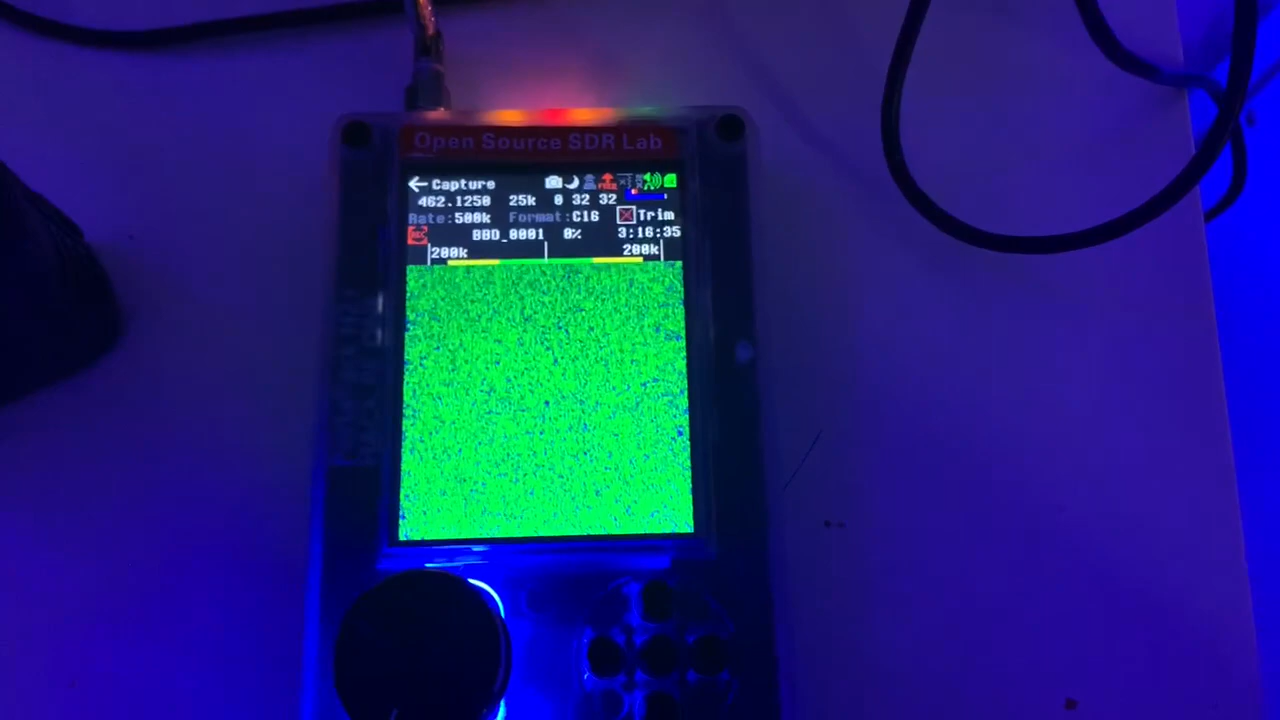 Open Source SDR Lab
Capture
462.1250 25k 0 32 32
Rate:500k Format:C16 Trim
REC BBD_0001 0% 3:16:35
200k 200k